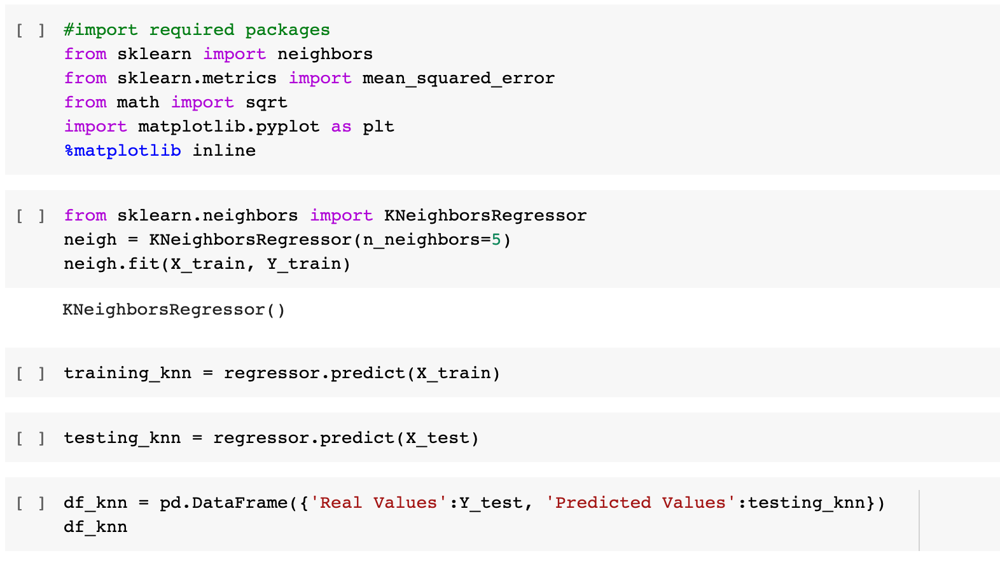 [ ] #import required packages
from sklearn import neighbors
from sklearn.metrics import mean_squared_error
from math import sqrt
import matplotlib.pyplot as plt
%matplotlib inline
[ ] from sklearn.neighbors import KNeighborsRegressor
neigh = KNeighborsRegressor(n_neighbors=5)
neigh.fit(X_train, Y_train)
KNeighborsRegressor()
[ ] training_knn = regressor.predict(X_train)
[ ] testing_knn = regressor.predict(X_test)
[ ] df_knn = pd.DataFrame({'Real Values':Y_test, 'Predicted Values':testing_knn})
df_knn